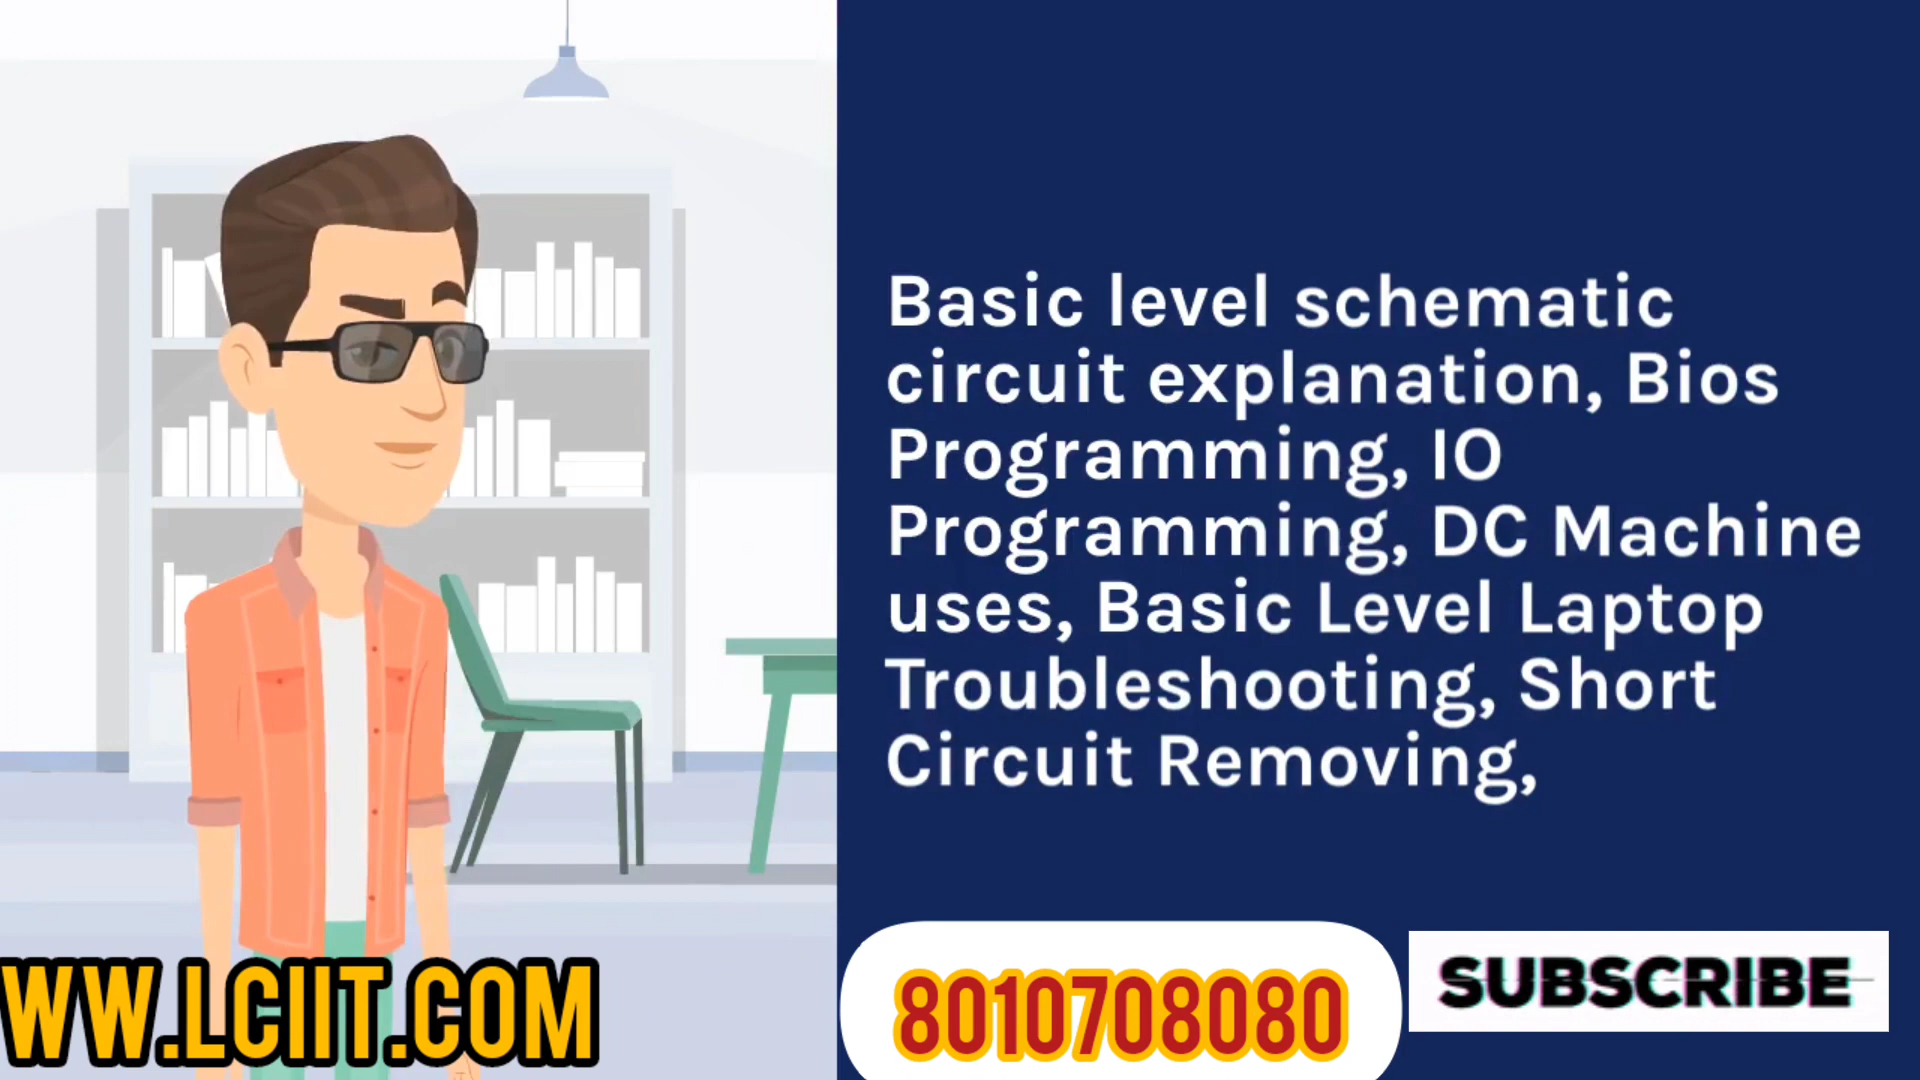 Basic level schematic
circuit explanation, Bios
Programming, IO
Programming, DC Machine
uses, Basic Level Laptop
Troubleshooting, Short
Circuit Removing,
WW.LCIIT.COM
8010708080
SUBSCRIBE